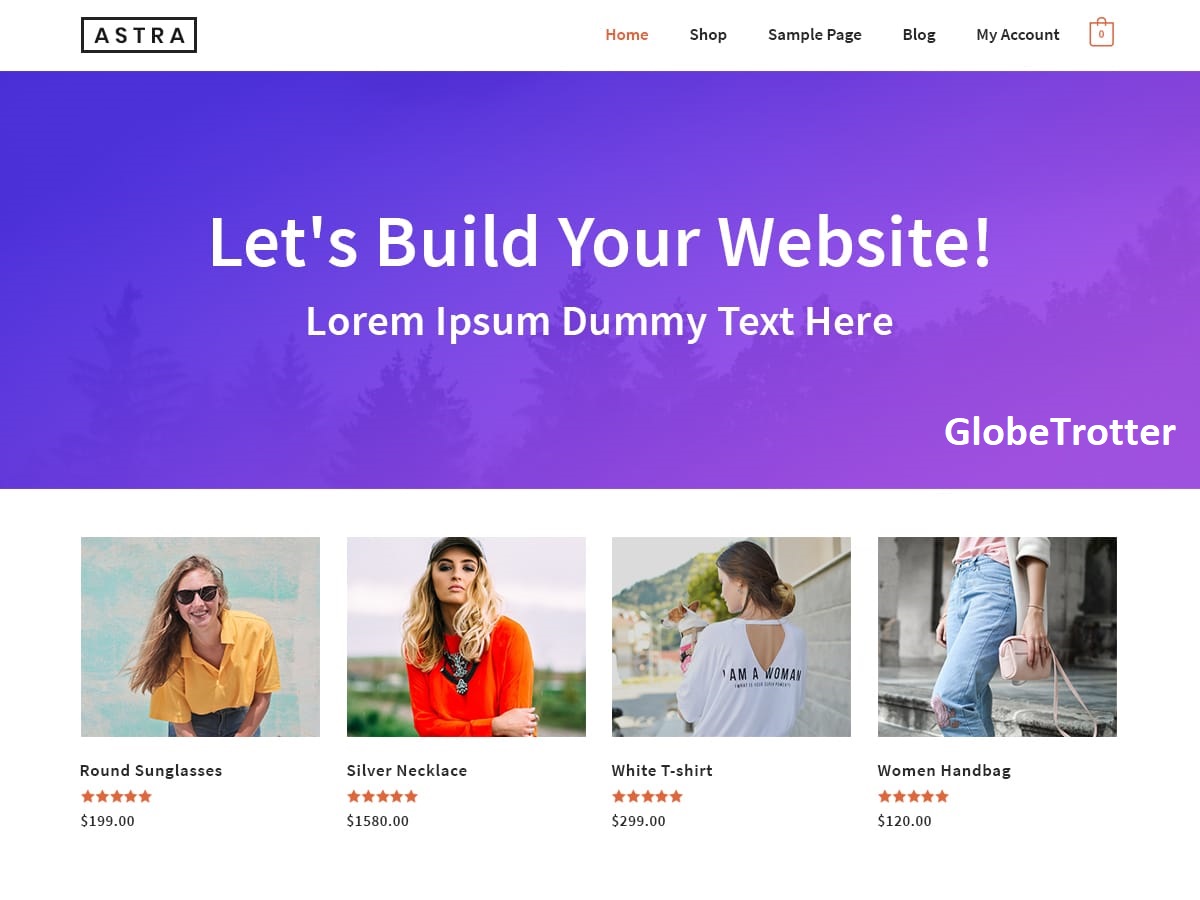 ASTRA
Home Shop Sample Page Blog My Account 0
Let's Build Your Website!
Lorem Ipsum Dummy Text Here
GlobeTrotter
I AM A WOMAN
Round Sunglasses Silver Necklace White T-shirt Women Handbag
$199.00 $1580.00 $299.00 $120.00